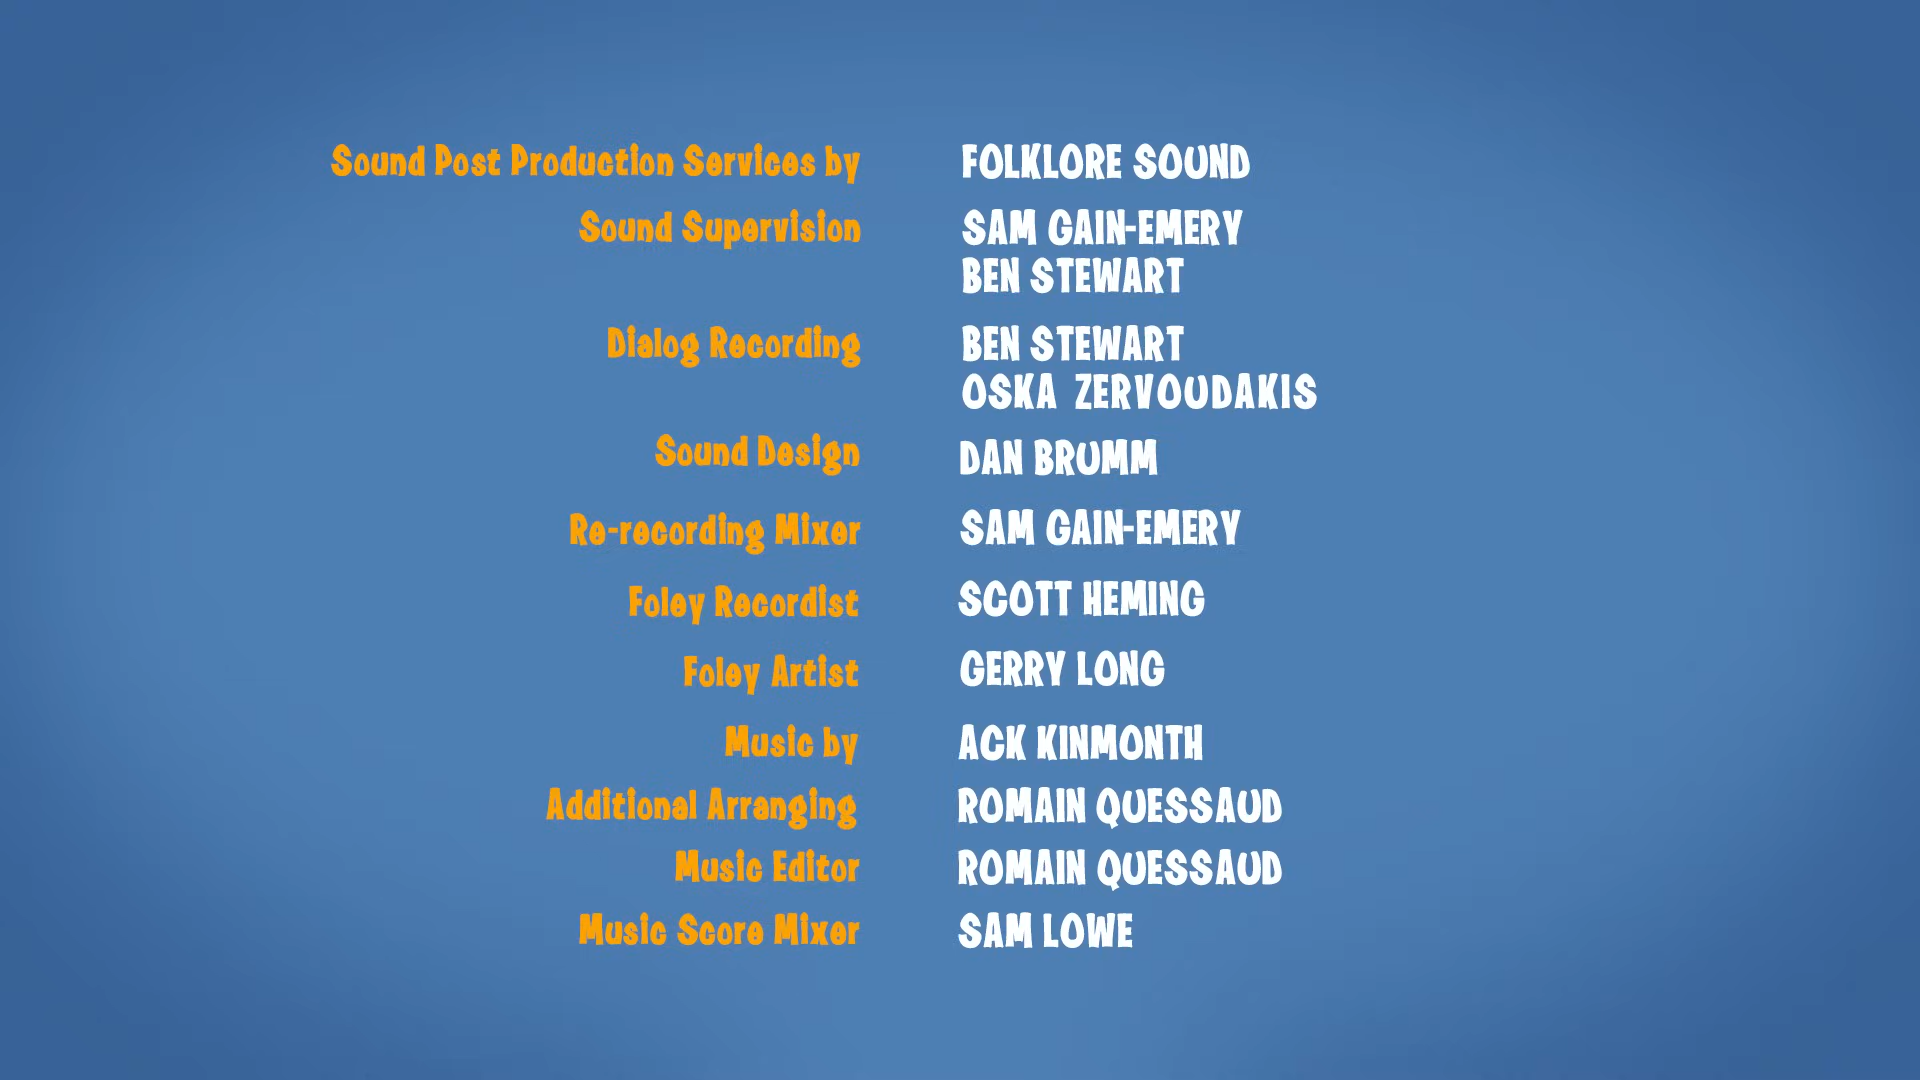 Sound Post Production Services by FOLKLORE SOUND
Sound Supervision SAM GAIN-EMERY
BEN STEWART
Dialog Recording BEN STEWART
OSKA ZERVOUDAKIS
Sound Design DAN BRUMM
Re-recording Mixer SAM GAIN-EMERY
Foley Recordist SCOTT HEMING
Foley Artist GERRY LONG
Music by ACK KINMONTH
Additional Arranging ROMAIN QUESSAUD
Music Editor ROMAIN QUESSAUD
Music Score Mixer SAM LOWE